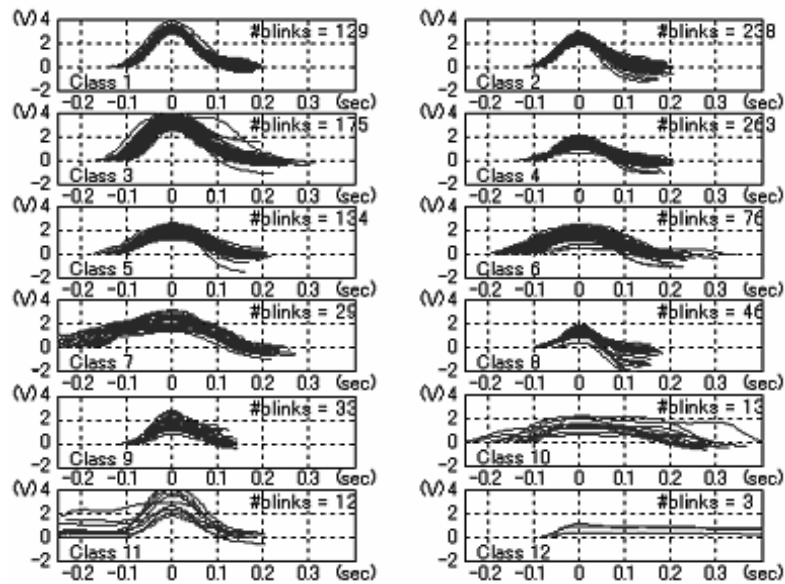 (V) 4 #blinks = 129
2
0
-2 Class 1
-0.2 -0.1 0 0.1 0.2 0.3 (sec)
(V) 4 #blinks = 238
2
0
-2 Class 2
-0.2 -0.1 0 0.1 0.2 0.3 (sec)
(V) 4 #blinks = 175
2
0
-2 Class 3
-0.2 -0.1 0 0.1 0.2 0.3 (sec)
(V) 4 #blinks = 263
2
0
-2 Class 4
-0.2 -0.1 0 0.1 0.2 0.3 (sec)
(V) 4 #blinks = 134
2
0
-2 Class 5
-0.2 -0.1 0 0.1 0.2 0.3 (sec)
(V) 4 #blinks = 76
2
0
-2 Class 6
-0.2 -0.1 0 0.1 0.2 0.3 (sec)
(V) 4 #blinks = 29
2
0
-2 Class 7
-0.2 -0.1 0 0.1 0.2 0.3 (sec)
(V) 4 #blinks = 46
2
0
-2 Class 8
-0.2 -0.1 0 0.1 0.2 0.3 (sec)
(V) 4 #blinks = 33
2
0
-2 Class 9
-0.2 -0.1 0 0.1 0.2 0.3 (sec)
(V) 4 #blinks = 13
2
0
-2 Class 10
-0.2 -0.1 0 0.1 0.2 0.3 (sec)
(V) 4 #blinks = 12
2
0
-2 Class 11
-0.2 -0.1 0 0.1 0.2 0.3 (sec)
(V) 4 #blinks = 3
2
0
-2 Class 12
-0.2 -0.1 0 0.1 0.2 0.3 (sec)